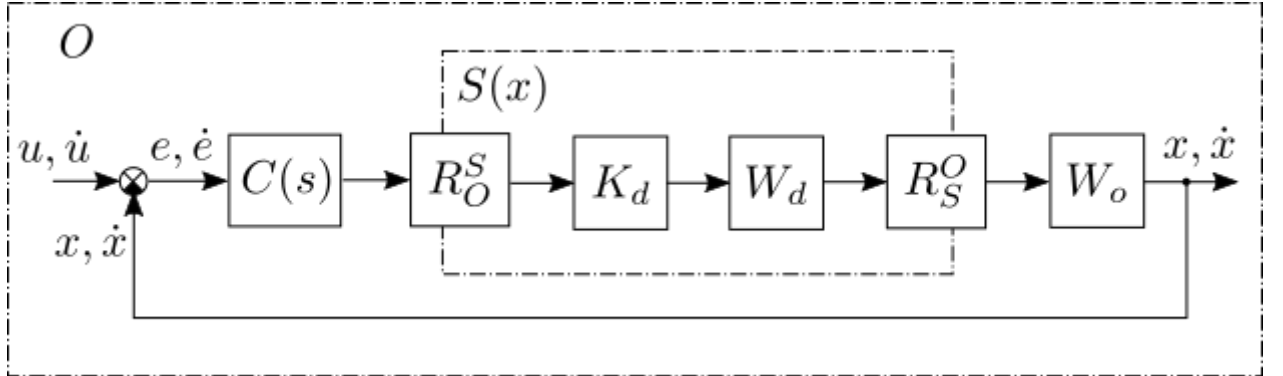 O
S(x)
u, u̇
e, ė
C(s)
R_O^S
K_d
W_d
R_S^O
W_o
x, ẋ
x, ẋ